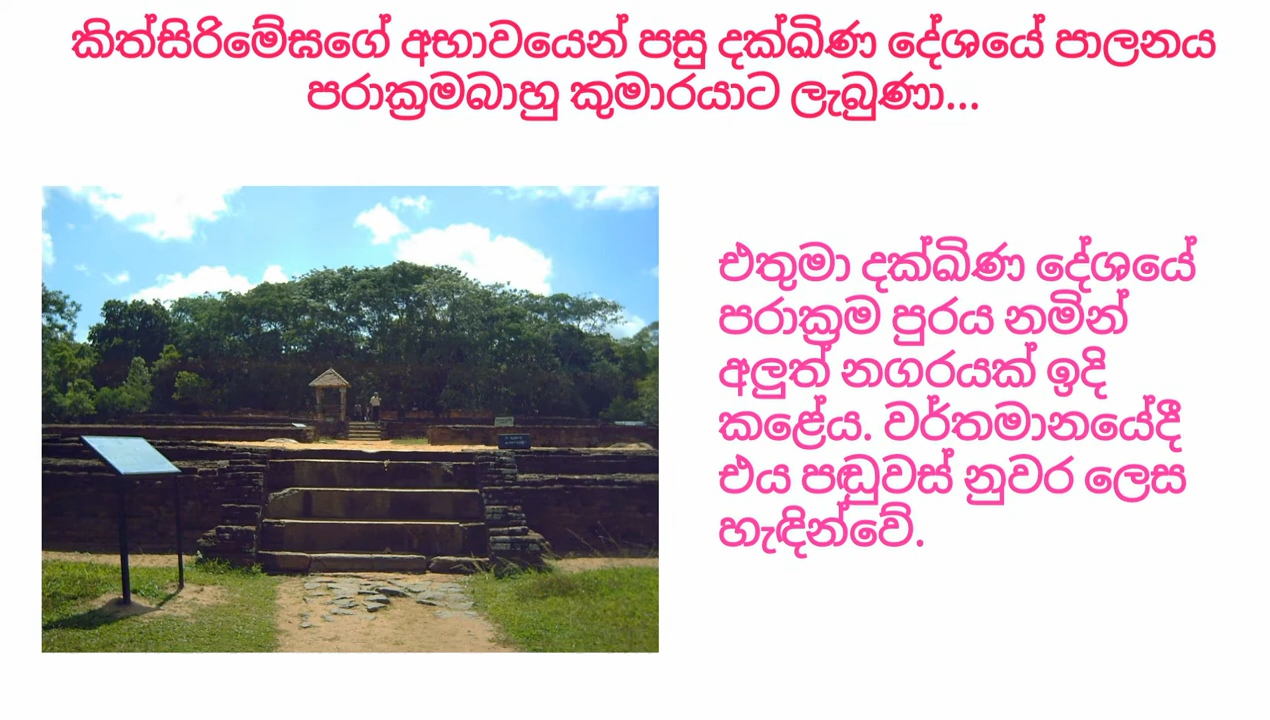 කිත්සිරිමේඝගේ අභාවයෙන් පසු දක්ඛිණ දේශයේ පාලනය
පරාක්‍රමබාහු කුමාරයාට ලැබුණා...
එතුමා දක්ඛිණ දේශයේ
පරාක්‍රම පුරය නමින්
අලුත් නගරයක් ඉදි
කළේය. වර්තමානයේදී
එය පඬුවස් නුවර ලෙස
හැඳින්වේ.